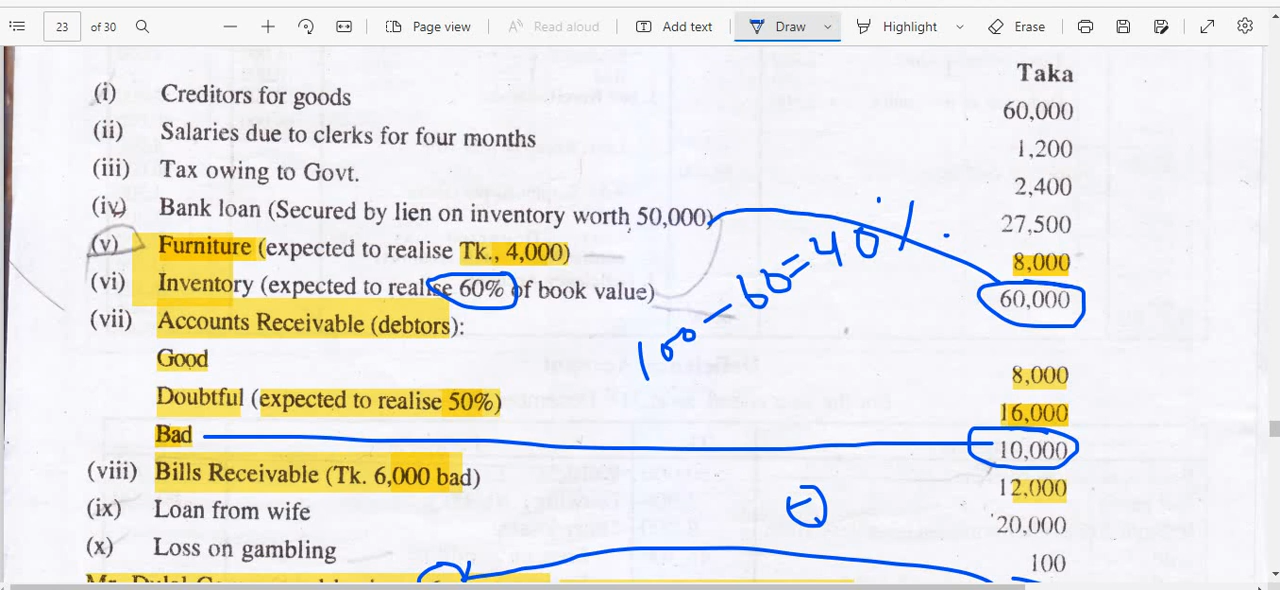 23 of 30 Page view Read aloud Add text Draw Highlight Erase
Taka
(i) Creditors for goods 60,000
(ii) Salaries due to clerks for four months 1,200
(iii) Tax owing to Govt. 2,400
(iv) Bank loan (Secured by lien on inventory worth 50,000) 27,500
(v) Furniture (expected to realise Tk., 4,000) 8,000
(vi) Inventory (expected to realise 60% of book value) 60,000
100 - 60 = 40%
(vii) Accounts Receivable (debtors):
Good 8,000
Doubtful (expected to realise 50%) 16,000
Bad 10,000
(viii) Bills Receivable (Tk. 6,000 bad) 12,000
(ix) Loan from wife 20,000
(x) Loss on gambling 100